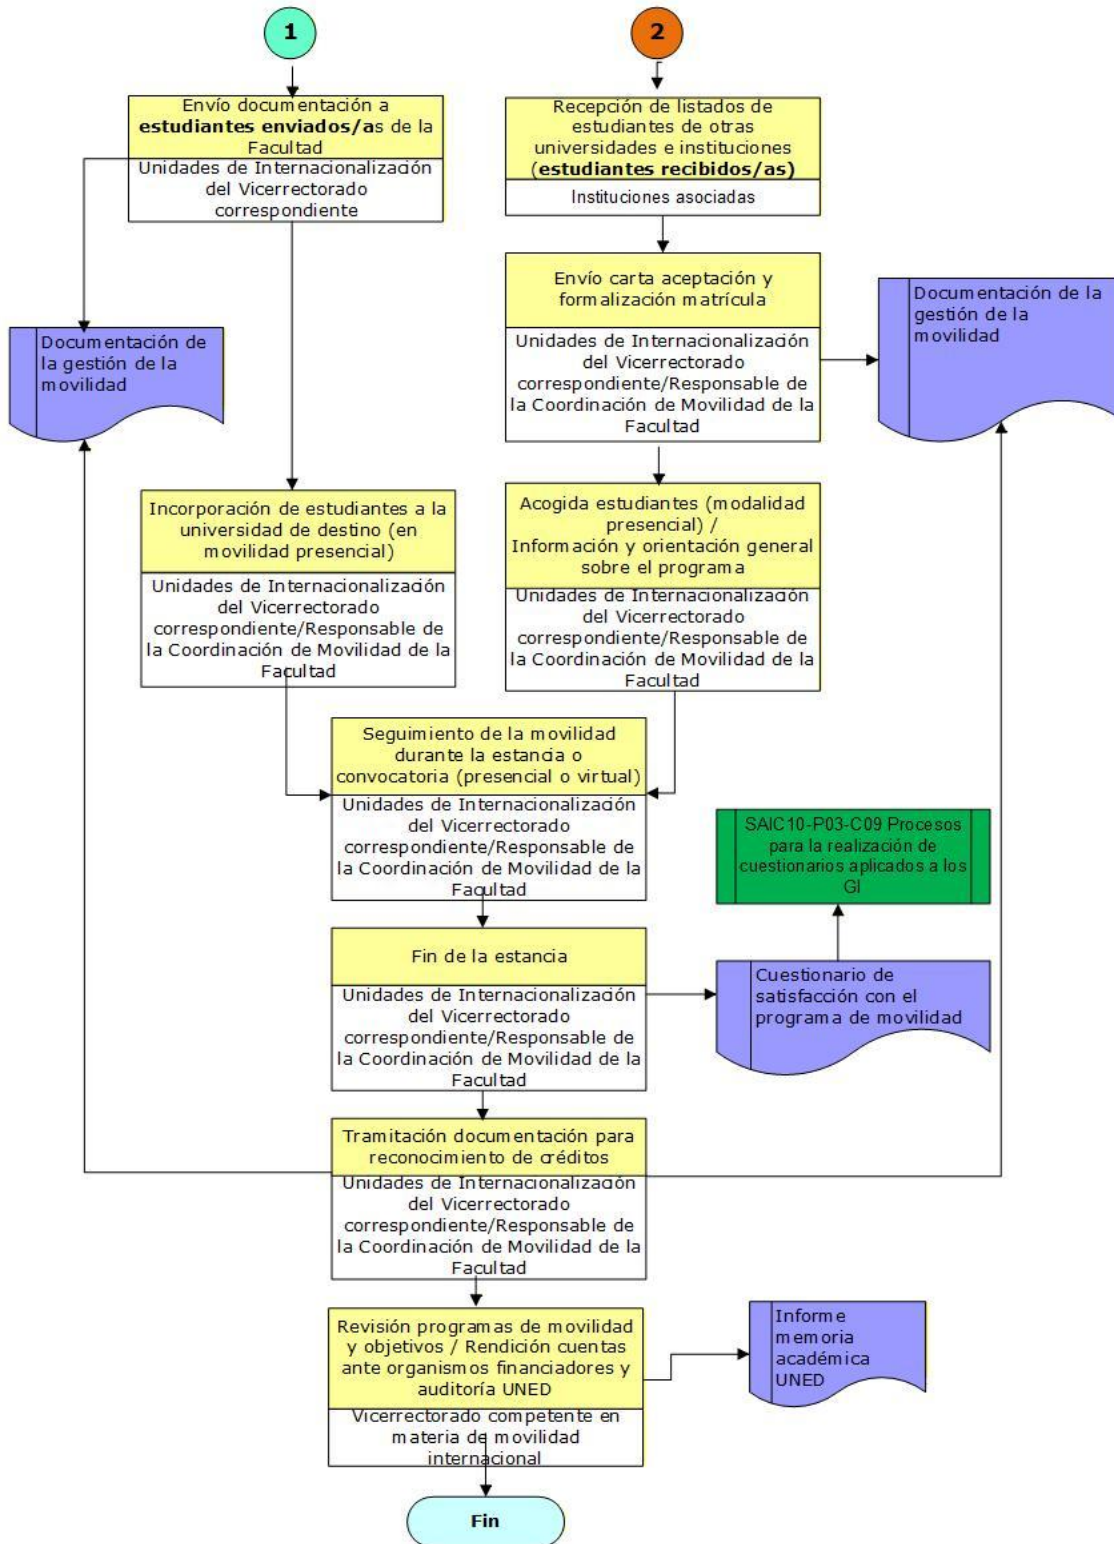 1
2
Envío documentación a
estudiantes enviados/as de la
Facultad
Unidades de Internacionalización
del Vicerrectorado
correspondiente
Recepción de listados de
estudiantes de otras
universidades e instituciones
(estudiantes recibidos/as)
Instituciones asociadas
Envío carta aceptación y
formalización matrícula
Unidades de Internacionalización
del Vicerrectorado
correspondiente/Responsable de
la Coordinación de Movilidad de la
Facultad
Documentación de la
gestión de la
movilidad
Documentación de
la gestión de la
movilidad
Incorporación de estudiantes a la
universidad de destino (en
movilidad presencial)
Unidades de Internacionalización
del Vicerrectorado
correspondiente/Responsable de
la Coordinación de Movilidad de la
Facultad
Acogida estudiantes (modalidad
presencial) /
Información y orientación general
sobre el programa
Unidades de Internacionalización
del Vicerrectorado
correspondiente/Responsable de
la Coordinación de Movilidad de la
Facultad
Seguimiento de la movilidad
durante la estancia o
convocatoria (presencial o virtual)
Unidades de Internacionalización
del Vicerrectorado
correspondiente/Responsable de
la Coordinación de Movilidad de la
Facultad
SAIC10-P03-C09 Procesos
para la realización de
cuestionarios aplicados a los
GI
Fin de la estancia
Unidades de Internacionalización
del Vicerrectorado
correspondiente/Responsable de
la Coordinación de Movilidad de la
Facultad
Cuestionario de
satisfacción con el
programa de movilidad
Tramitación documentación para
reconocimiento de créditos
Unidades de Internacionalización
del Vicerrectorado
correspondiente/Responsable de
la Coordinación de Movilidad de la
Facultad
Revisión programas de movilidad
y objetivos / Rendición cuentas
ante organismos financiadores y
auditoría UNED
Vicerrectorado competente en
materia de movilidad
internacional
Informe
memoria
académica
UNED
Fin